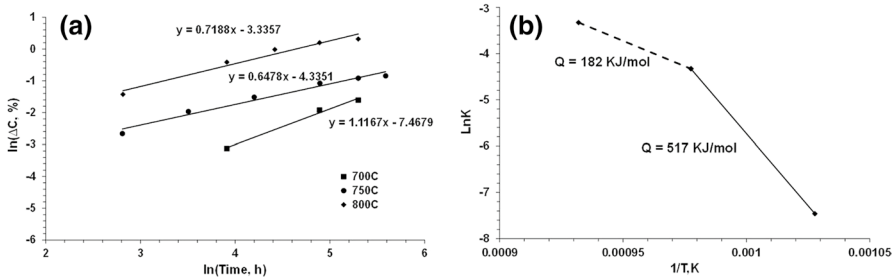 (a)
1
0
-1
-2
-3
-4
-5
-6
ln(ΔC, %)
y = 0.7188x - 3.3357
y = 0.6478x - 4.3351
y = 1.1167x - 7.4679
700C
750C
800C
2
3
4
5
6
ln(Time, h)
(b)
-3
-4
-5
-6
-7
-8
LnK
Q = 182 KJ/mol
Q = 517 KJ/mol
0.0009
0.00095
0.001
0.00105
1/T,K